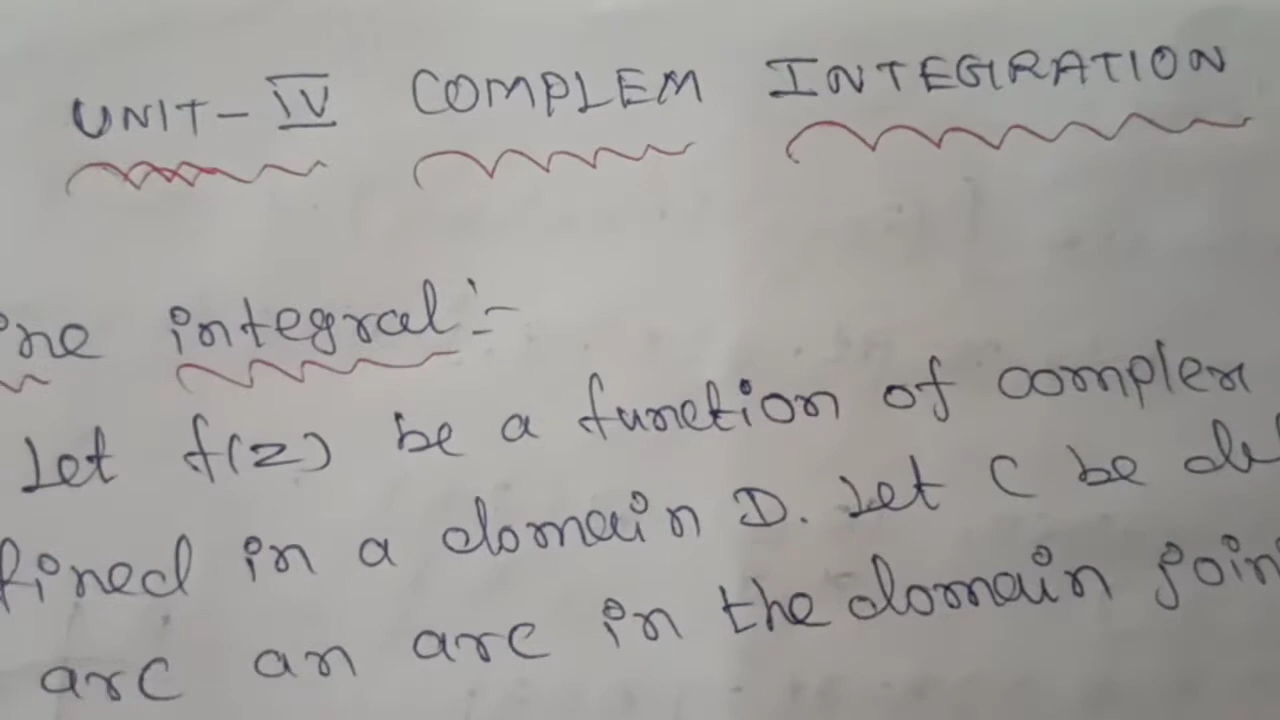 UNIT-IV COMPLEM INTEGRATION
ine integral:-
Let f(z) be a function of complex
fined in a domain D. Let C be de
arc an arc in the domain join